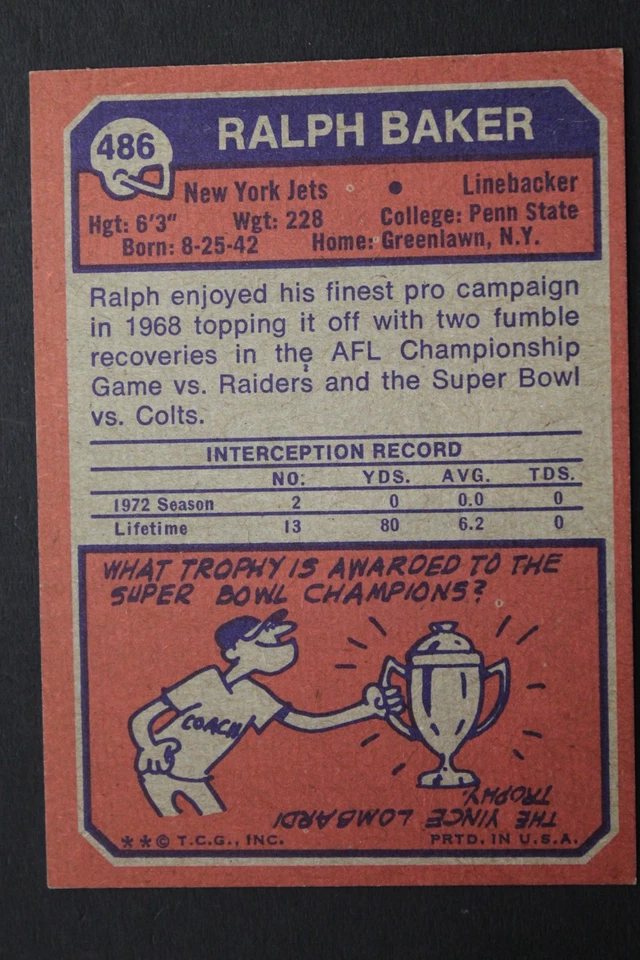 486
RALPH BAKER
New York Jets • Linebacker
Hgt: 6'3" Wgt: 228 College: Penn State
Born: 8-25-42 Home: Greenlawn, N.Y.
Ralph enjoyed his finest pro campaign
in 1968 topping it off with two fumble
recoveries in the AFL Championship
Game vs. Raiders and the Super Bowl
vs. Colts.
INTERCEPTION RECORD
NO: YDS. AVG. TDS.
1972 Season 2 0 0.0 0
Lifetime 13 80 6.2 0
WHAT TROPHY IS AWARDED TO THE
SUPER BOWL CHAMPIONS?
COACH
THE VINCE LOMBARDI
TROPHY.
**© T.C.G., INC. PRTD. IN U.S.A.